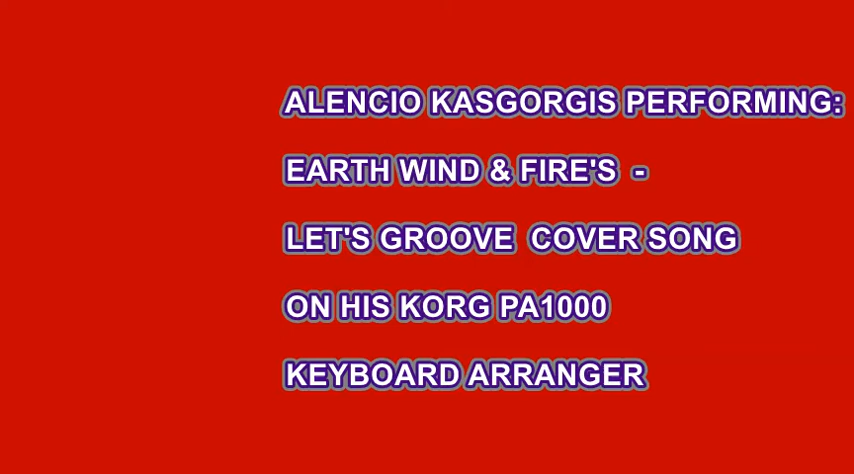 ALENCIO KASGORGIS PERFORMING:
EARTH WIND & FIRE'S  -
LET'S GROOVE  COVER SONG
ON HIS KORG PA1000
KEYBOARD ARRANGER